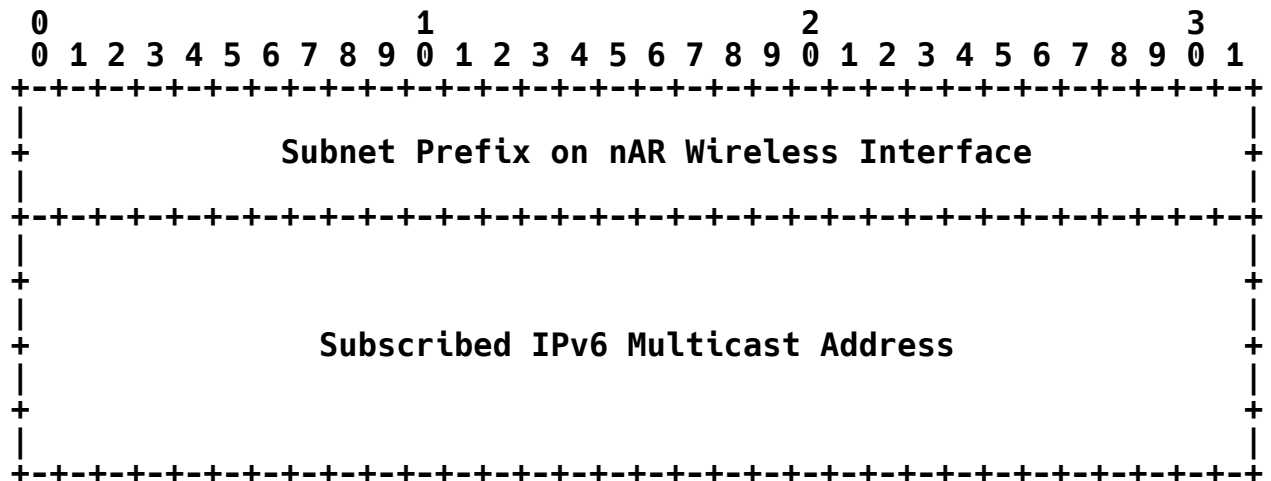 0                   1                   2                   3
 0 1 2 3 4 5 6 7 8 9 0 1 2 3 4 5 6 7 8 9 0 1 2 3 4 5 6 7 8 9 0 1
+-+-+-+-+-+-+-+-+-+-+-+-+-+-+-+-+-+-+-+-+-+-+-+-+-+-+-+-+-+-+-+-+
|                                                               |
+             Subnet Prefix on nAR Wireless Interface           +
|                                                               |
+-+-+-+-+-+-+-+-+-+-+-+-+-+-+-+-+-+-+-+-+-+-+-+-+-+-+-+-+-+-+-+-+
|                                                               |
+                                                               +
|                                                               |
+               Subscribed IPv6 Multicast Address               +
|                                                               |
+                                                               +
|                                                               |
+-+-+-+-+-+-+-+-+-+-+-+-+-+-+-+-+-+-+-+-+-+-+-+-+-+-+-+-+-+-+-+-+